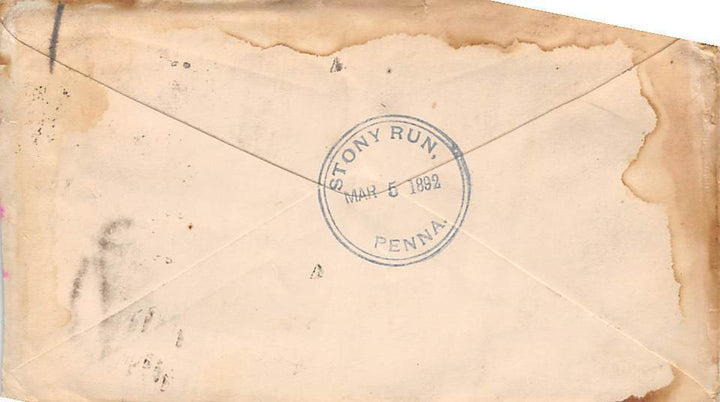 STONY RUN,
MAR 5 1892
PENNA.